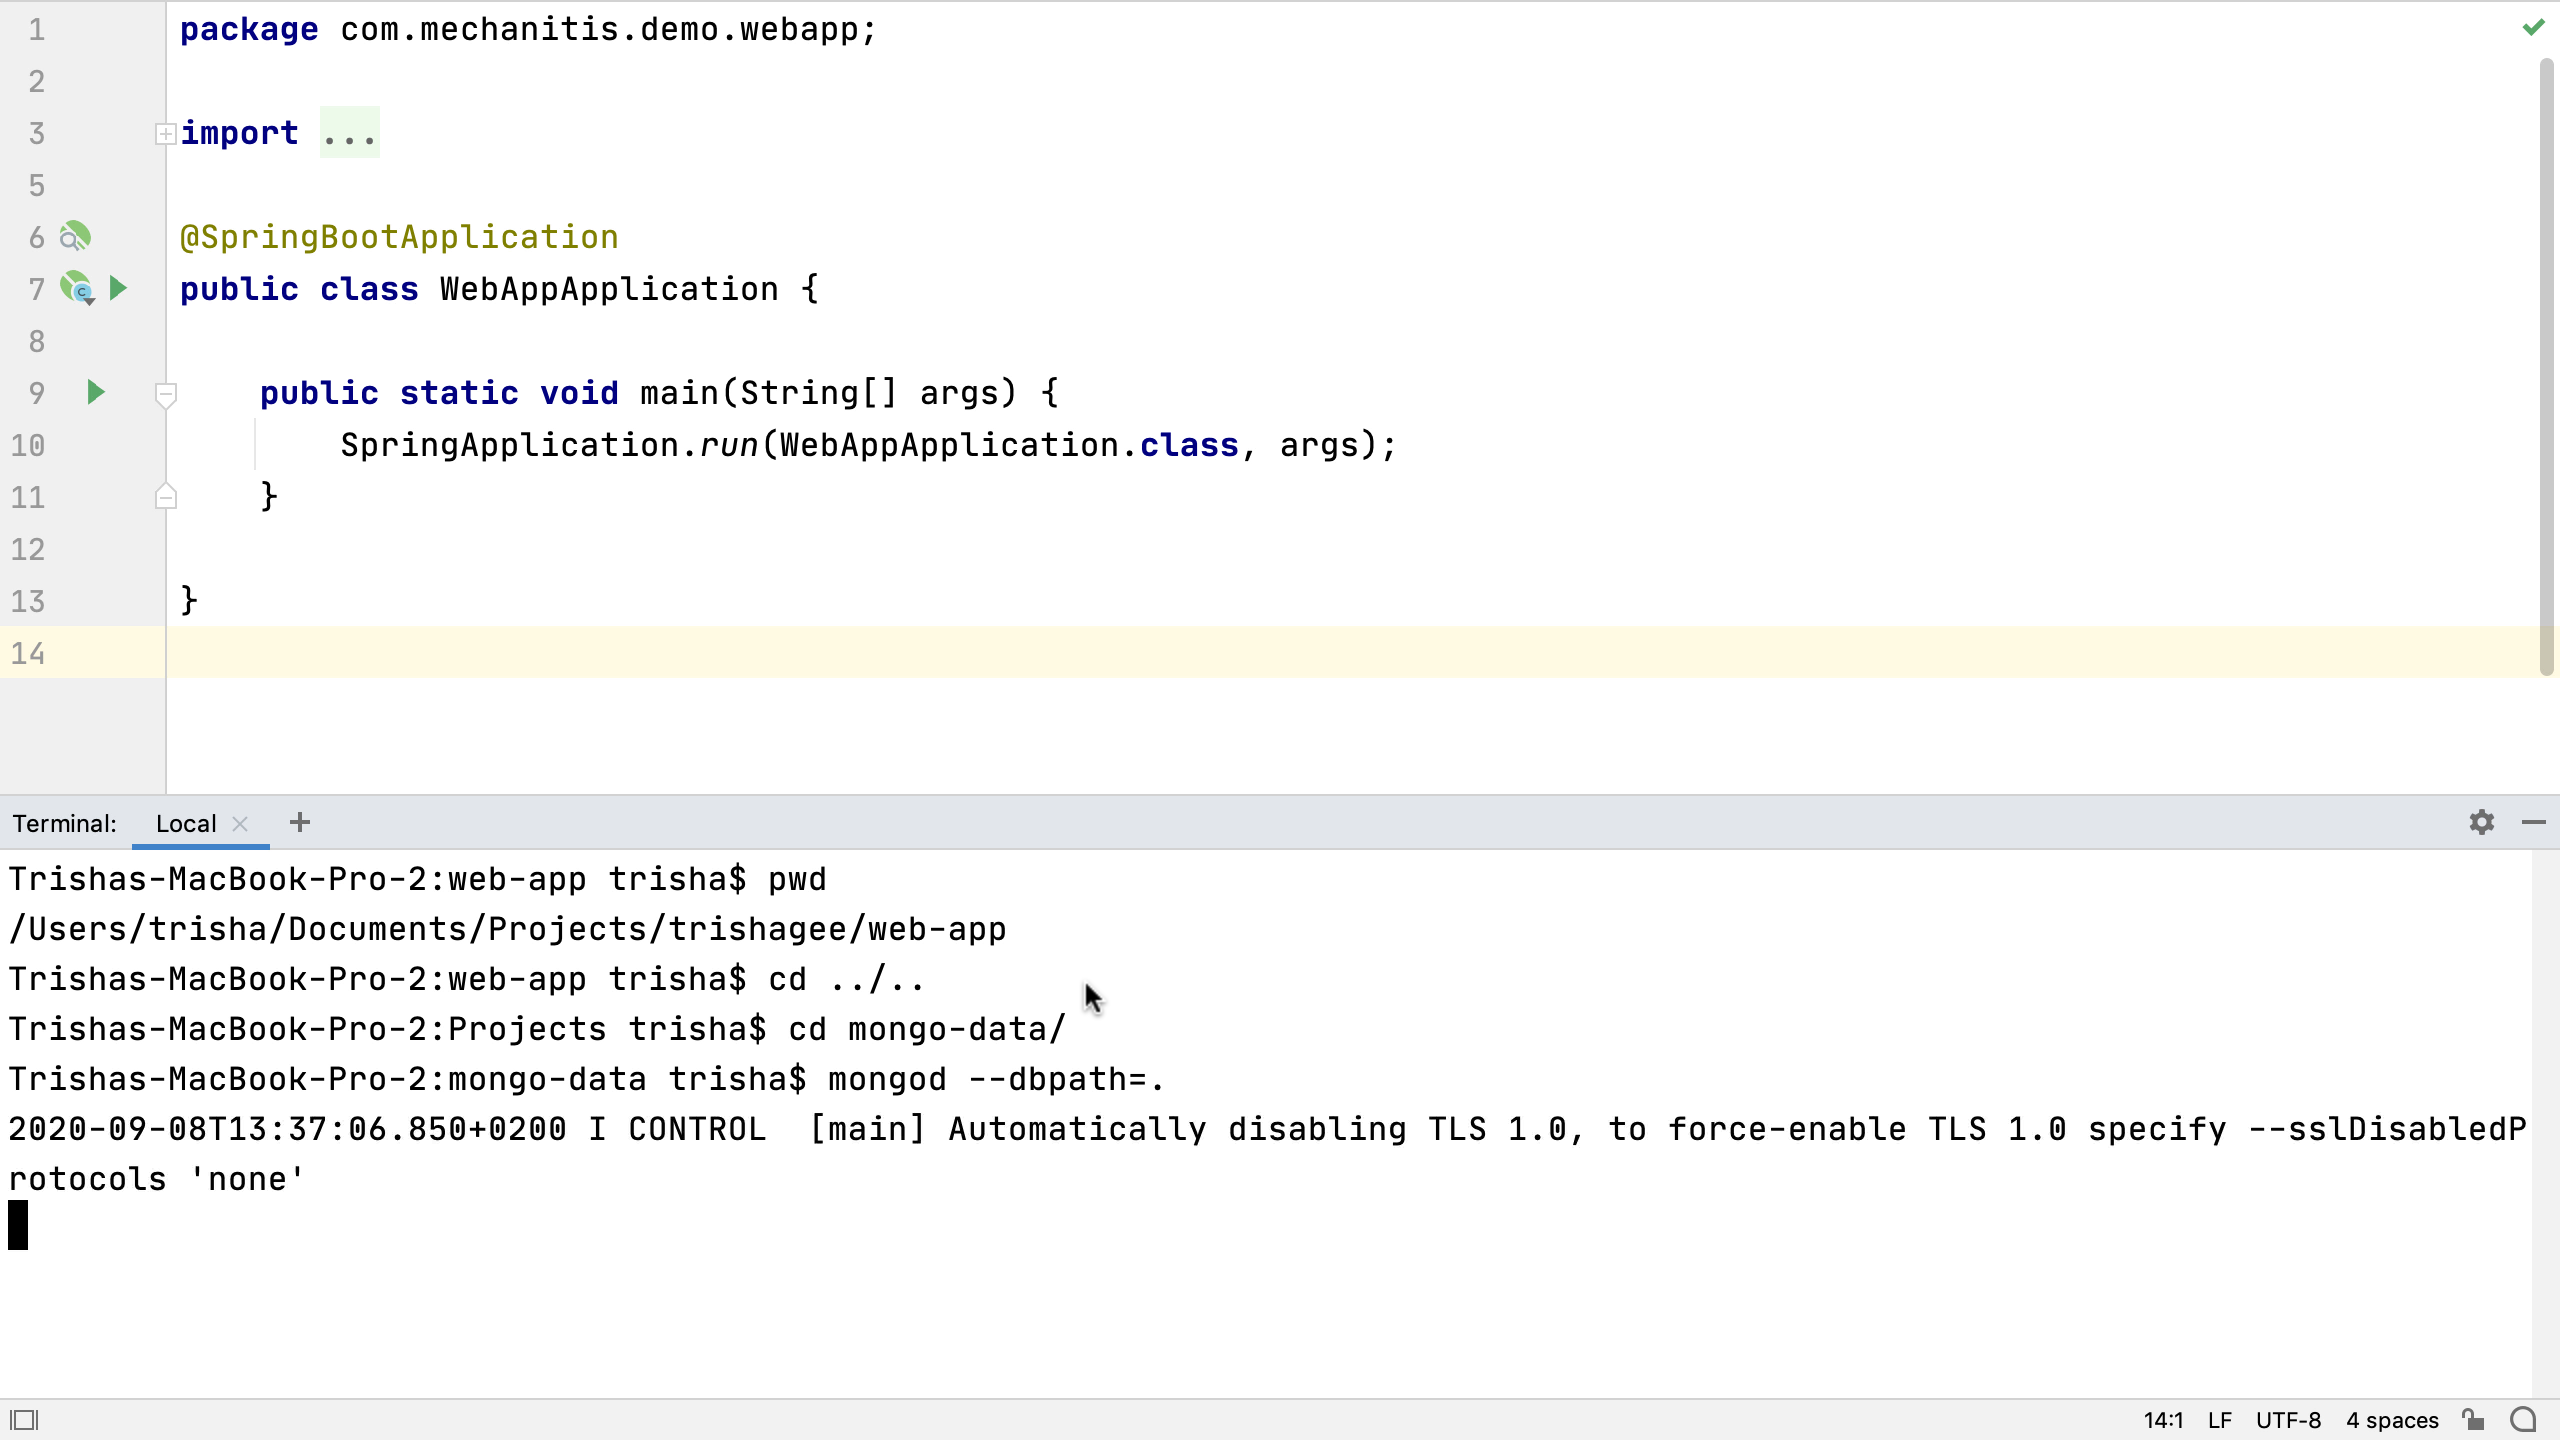 1 package com.mechanitis.demo.webapp;
2
3 import ...
5
6 @SpringBootApplication
7 public class WebAppApplication {
8
9 public static void main(String[] args) {
10 SpringApplication.run(WebAppApplication.class, args);
11 }
12
13 }
14
Terminal: Local
Trishas-MacBook-Pro-2:web-app trisha$ pwd
/Users/trisha/Documents/Projects/trishagee/web-app
Trishas-MacBook-Pro-2:web-app trisha$ cd ../..
Trishas-MacBook-Pro-2:Projects trisha$ cd mongo-data/
Trishas-MacBook-Pro-2:mongo-data trisha$ mongod --dbpath=.
2020-09-08T13:37:06.850+0200 I CONTROL  [main] Automatically disabling TLS 1.0, to force-enable TLS 1.0 specify --sslDisabledP
rotocols 'none'
14:1 LF UTF-8 4 spaces